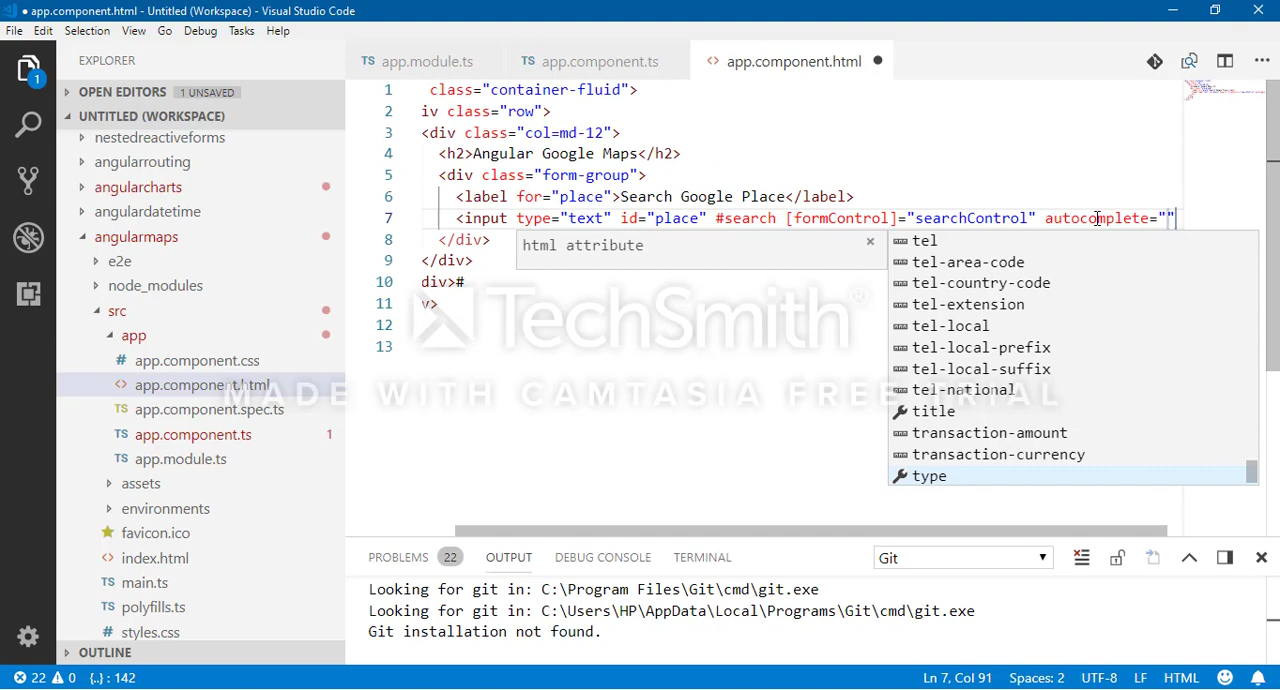 ● app.component.html - Untitled (Workspace) - Visual Studio Code
File Edit Selection View Go Debug Tasks Help
1
EXPLORER
OPEN EDITORS 1 UNSAVED
UNTITLED (WORKSPACE)
nestedreactiveforms
angularrouting
angularcharts
angulardatetime
angularmaps
e2e
node_modules
src
app
# app.component.css
<> app.component.html
TS app.component.spec.ts
TS app.component.ts 1
TS app.module.ts
assets
environments
favicon.ico
<> index.html
TS main.ts
TS polyfills.ts
# styles.css
OUTLINE
TS app.module.ts TS app.component.ts <> app.component.html ●
1 class="container-fluid">
2 iv class="row">
3 <div class="col=md-12">
4 <h2>Angular Google Maps</h2>
5 <div class="form-group">
6 <label for="place">Search Google Place</label>
7 <input type="text" id="place" #search [formControl]="searchControl" autocomplete=""
8 </div>
9 </div>
10 div>#
11 v>
12
13
html attribute ×
tel
tel-area-code
tel-country-code
tel-extension
tel-local
tel-local-prefix
tel-local-suffix
tel-national
title
transaction-amount
transaction-currency
type
TechSmith®
MADE WITH CAMTASIA FREE TRIAL
PROBLEMS 22 OUTPUT DEBUG CONSOLE TERMINAL Git
Looking for git in: C:\Program Files\Git\cmd\git.exe
Looking for git in: C:\Users\HP\AppData\Local\Programs\Git\cmd\git.exe
Git installation not found.
22 0 {..} : 142 Ln 7, Col 91 Spaces: 2 UTF-8 LF HTML